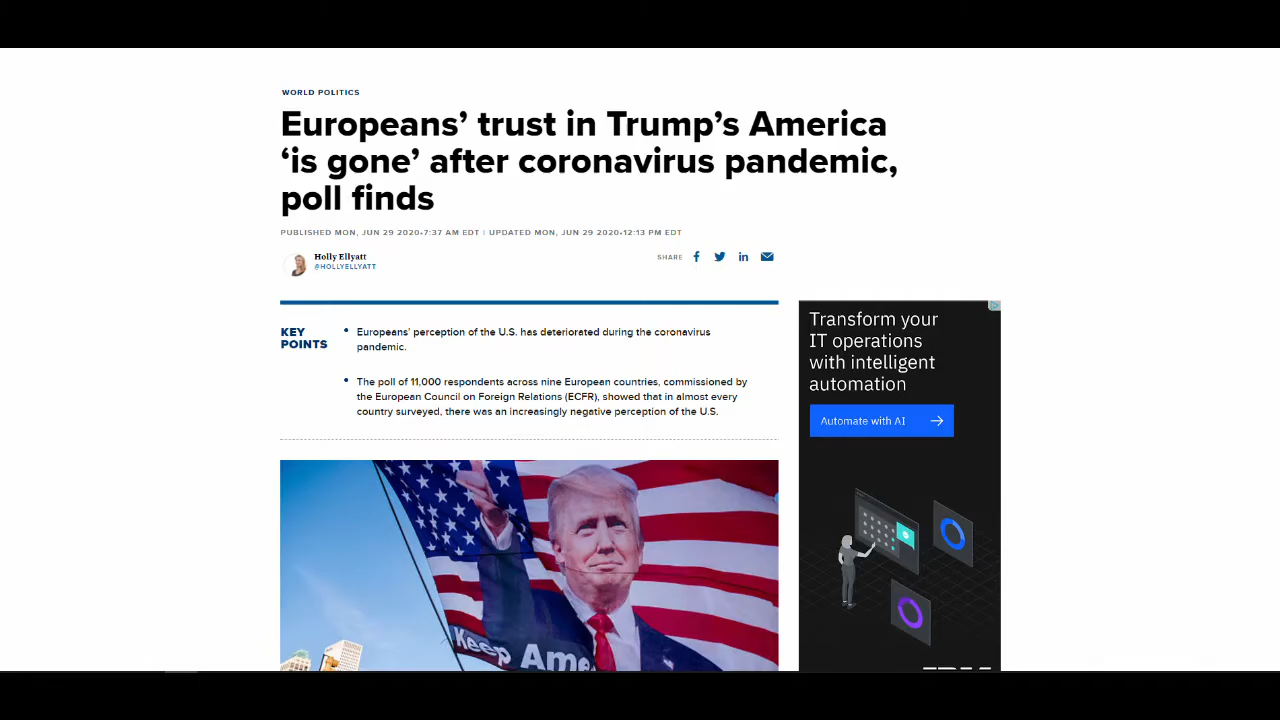 WORLD POLITICS
Europeans’ trust in Trump’s America
‘is gone’ after coronavirus pandemic,
poll finds
PUBLISHED MON, JUN 29 2020•7:37 AM EDT | UPDATED MON, JUN 29 2020•12:13 PM EDT
Holly Ellyatt
@HOLLYELLYATT
SHARE
KEY
POINTS
• Europeans’ perception of the U.S. has deteriorated during the coronavirus
pandemic.
• The poll of 11,000 respondents across nine European countries, commissioned by
the European Council on Foreign Relations (ECFR), showed that in almost every
country surveyed, there was an increasingly negative perception of the U.S.
Transform your
IT operations
with intelligent
automation
Automate with AI →
Keep Ame